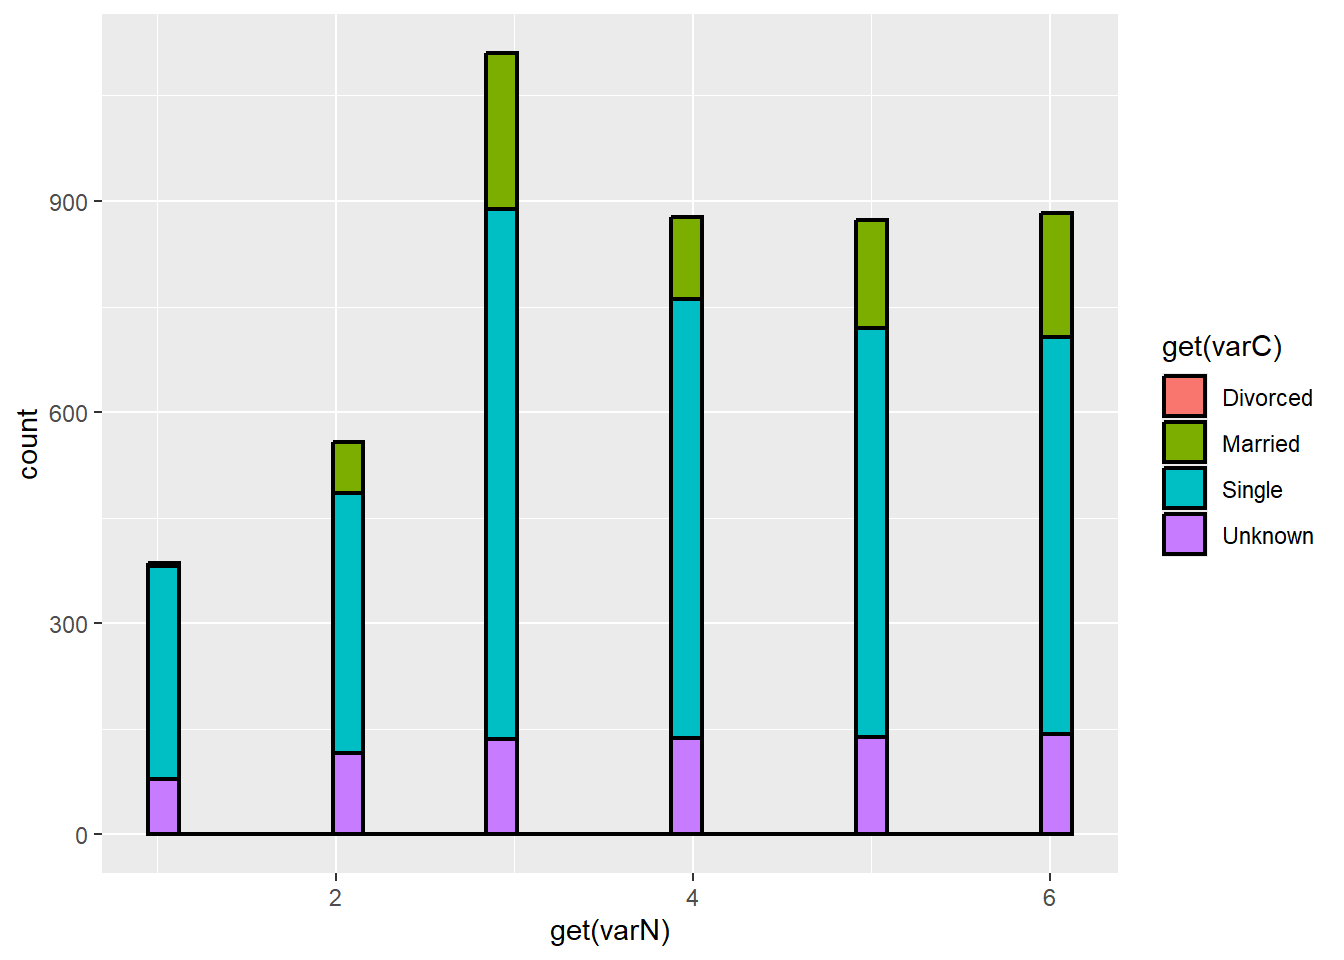 900
600
300
0
count
2 4 6
get(varN)
get(varC)
Divorced
Married
Single
Unknown